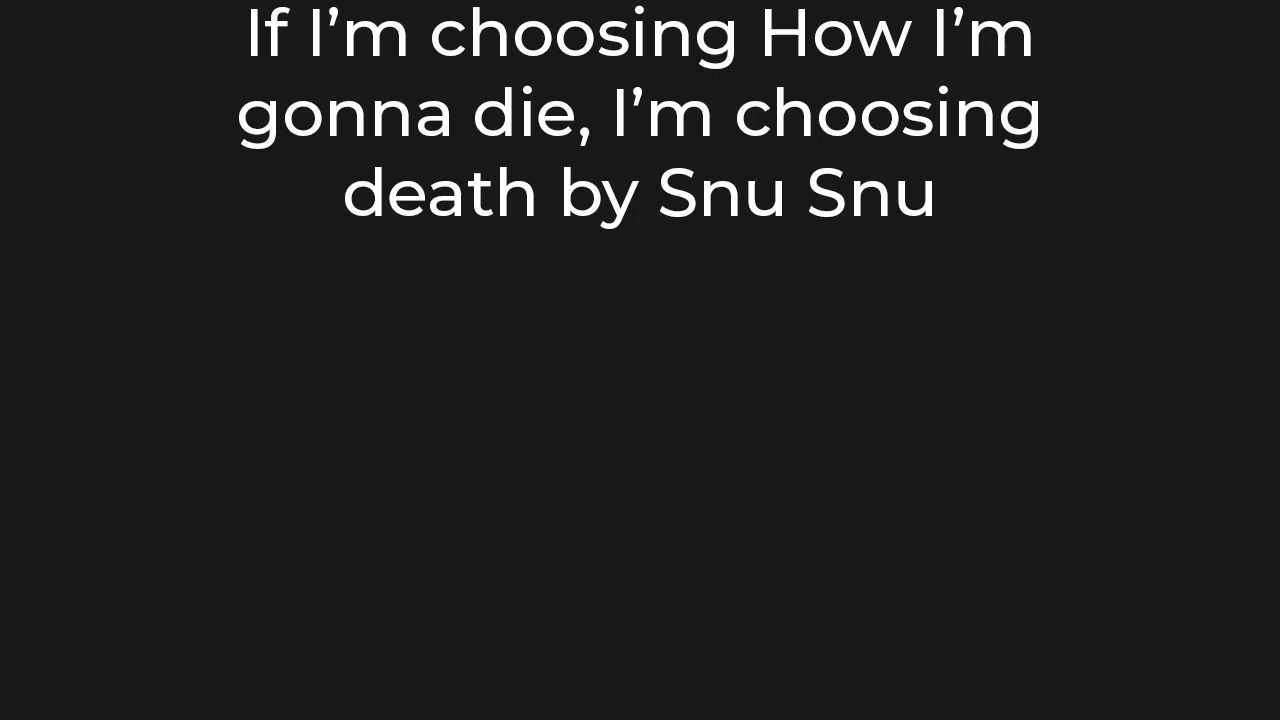 If I’m choosing How I’m
gonna die, I’m choosing
death by Snu Snu